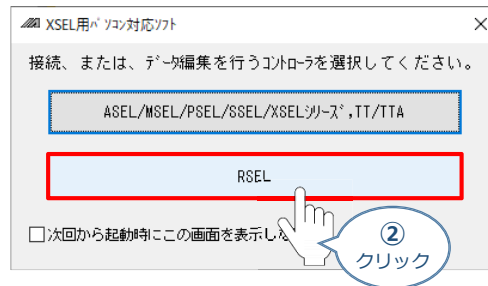 XSEL用ﾊﾟｿｺﾝ対応ｿﾌﾄ
接続、または、ﾃﾞｰﾀ編集を行うｺﾝﾄﾛｰﾗを選択してください。
ASEL/MSEL/PSEL/SSEL/XSELｼﾘｰｽﾞ,TT/TTA
RSEL
次回から起動時にこの画面を表示し
②
クリック